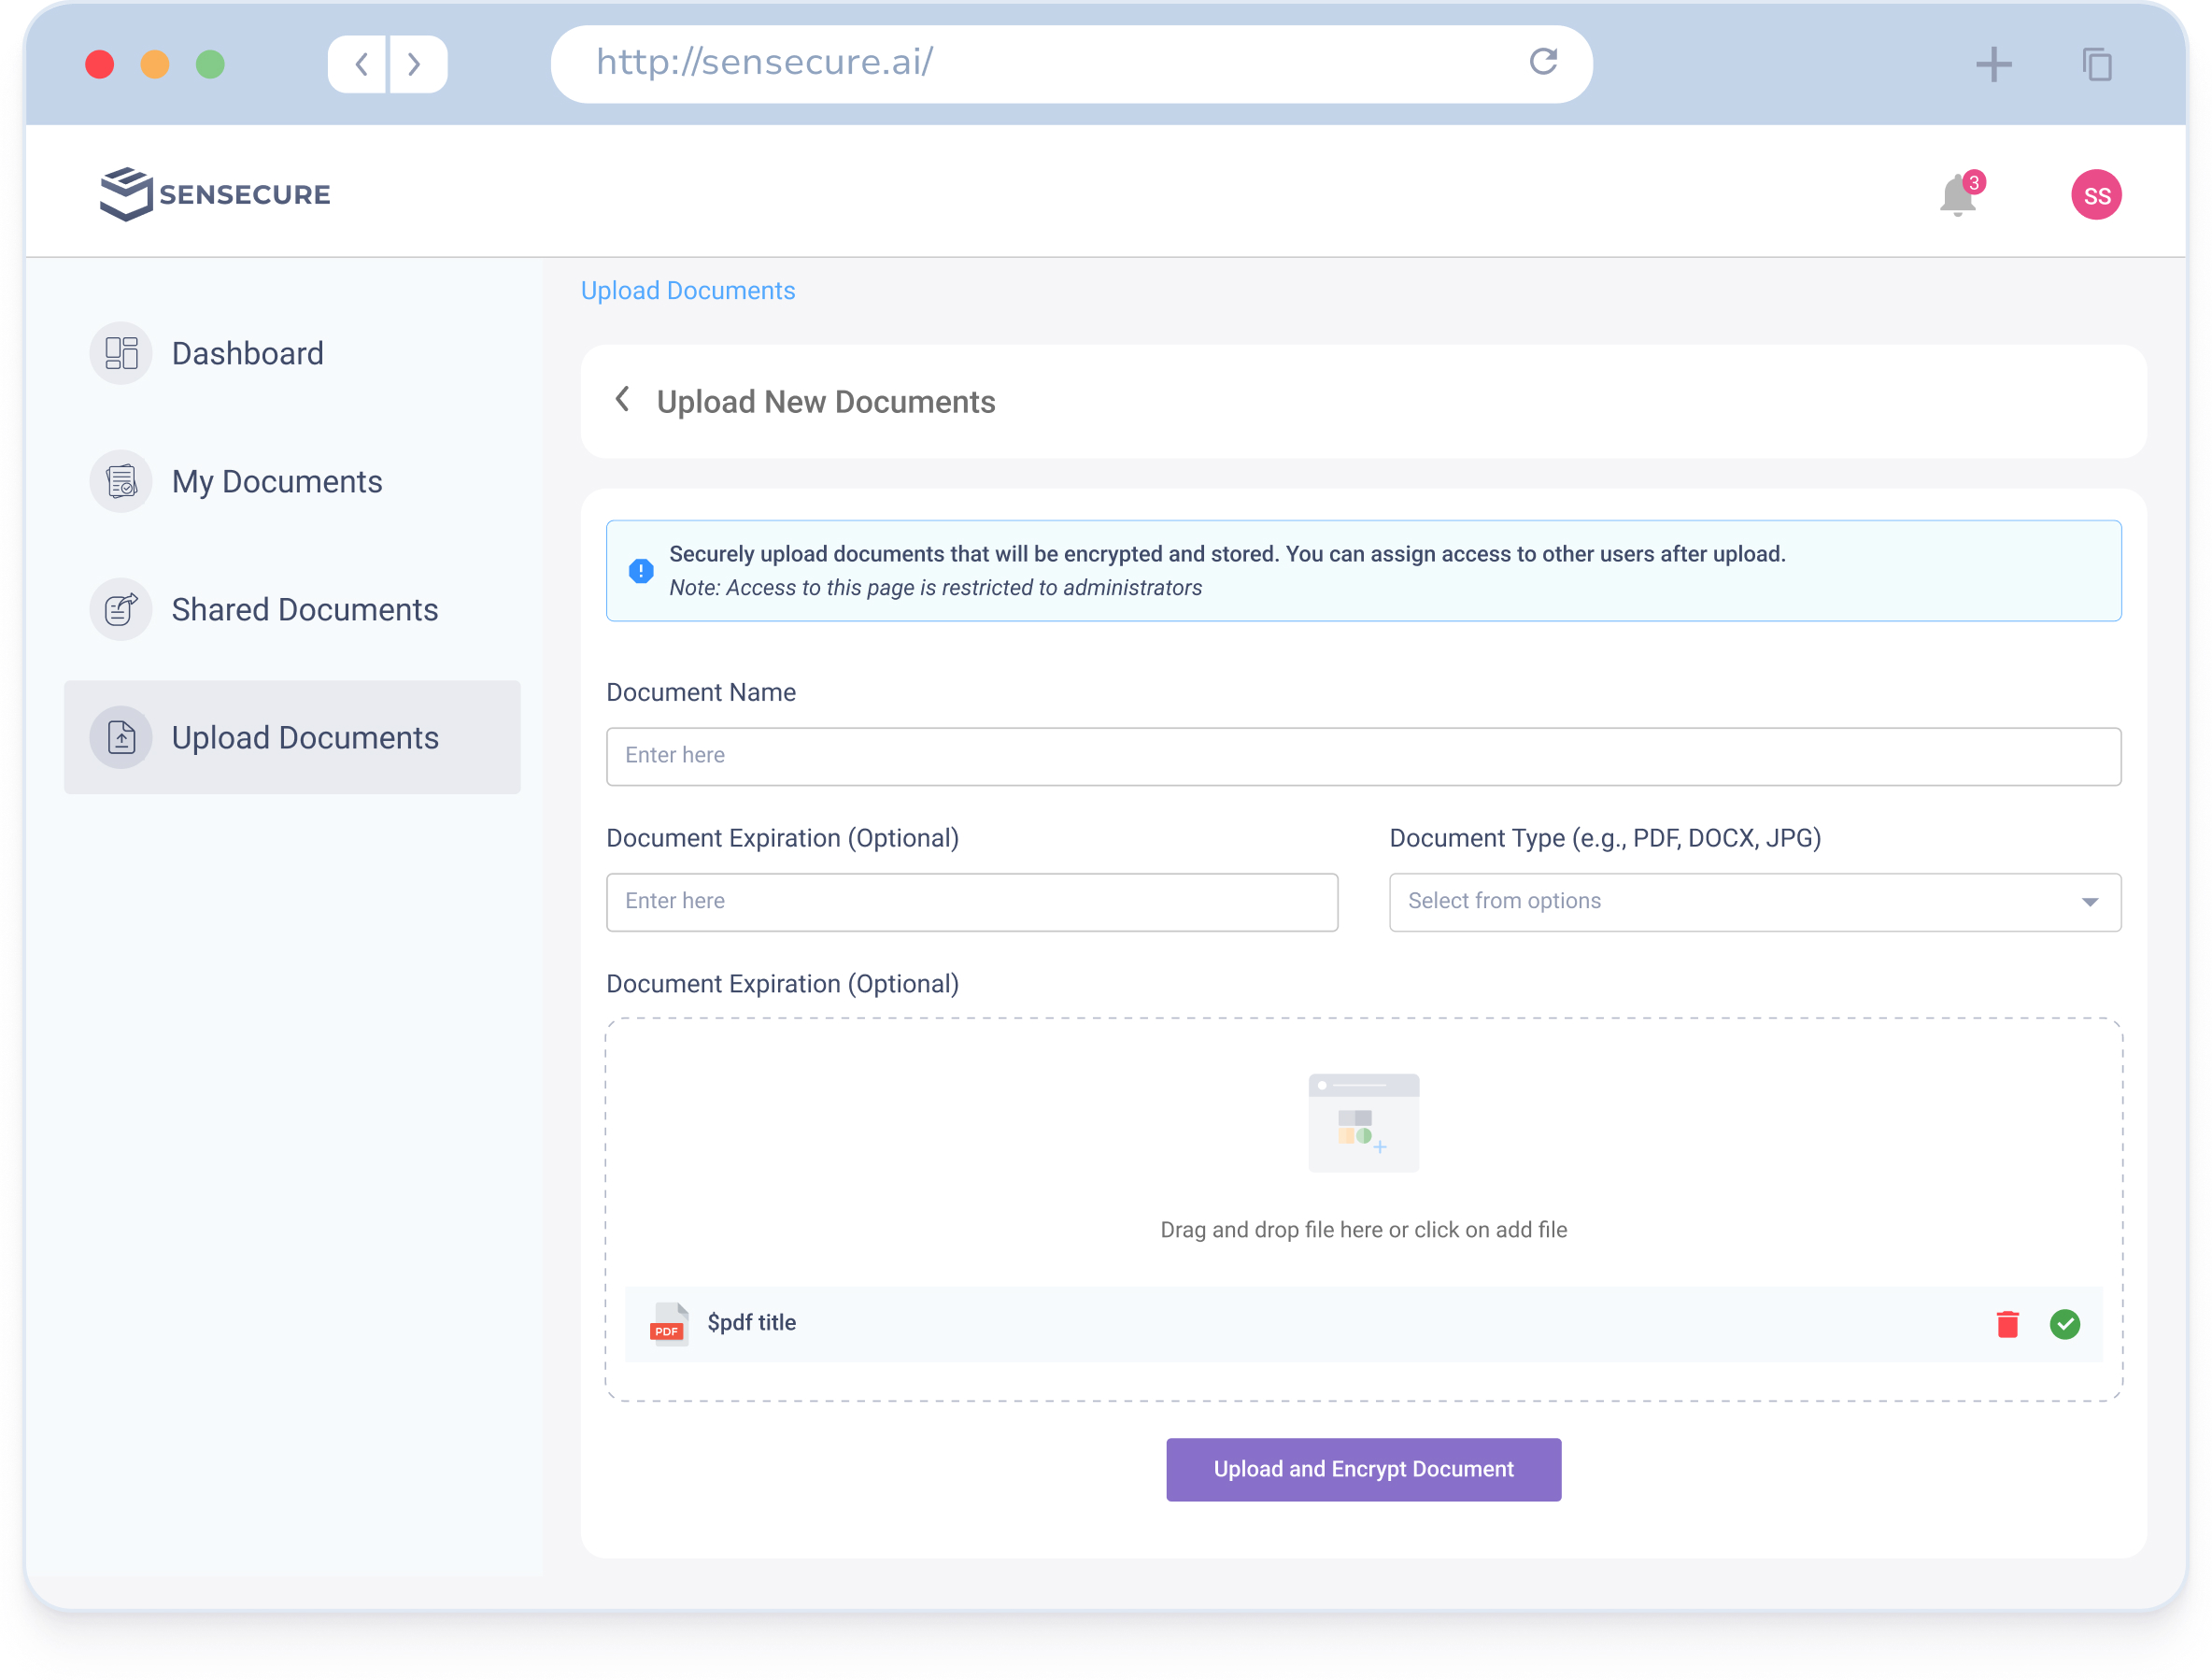 http://sensecure.ai/
SENSECURE
3
SS
Dashboard
My Documents
Shared Documents
Upload Documents
Upload Documents
Upload New Documents
Securely upload documents that will be encrypted and stored. You can assign access to other users after upload.
Note: Access to this page is restricted to administrators
Document Name
Enter here
Document Expiration (Optional)
Document Type (e.g., PDF, DOCX, JPG)
Enter here
Select from options
Document Expiration (Optional)
Drag and drop file here or click on add file
PDF
$pdf title
Upload and Encrypt Document